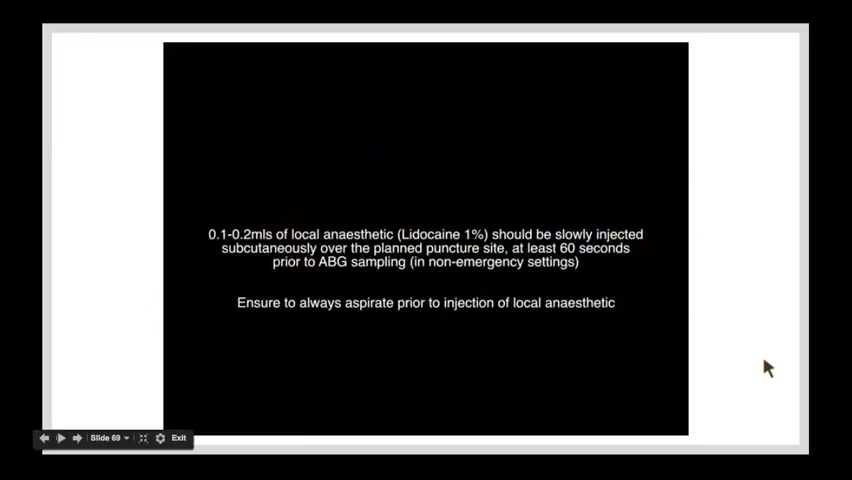 0.1-0.2mls of local anaesthetic (Lidocaine 1%) should be slowly injected
subcutaneously over the planned puncture site, at least 60 seconds
prior to ABG sampling (in non-emergency settings)
Ensure to always aspirate prior to injection of local anaesthetic
Slide 69
Exit